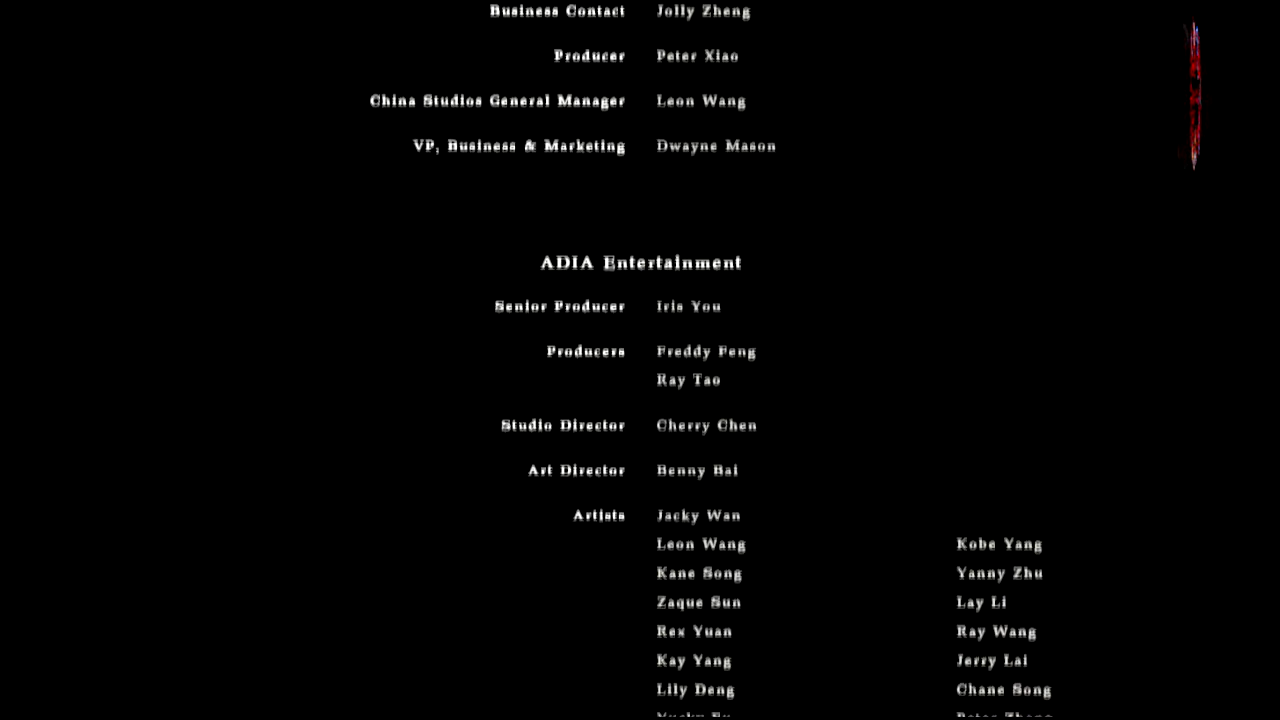 Business Contact Jolly Zheng
Producer Peter Xiao
China Studios General Manager Leon Wang
VP, Business & Marketing Dwayne Mason
ADIA Entertainment
Senior Producer Iris You
Producers Freddy Feng
Ray Tao
Studio Director Cherry Chen
Art Director Benny Bai
Artists Jacky Wan
Leon Wang Kobe Yang
Kane Song Yanny Zhu
Zaque Sun Lay Li
Rex Yuan Ray Wang
Kay Yang Jerry Lai
Lily Deng Chane Song